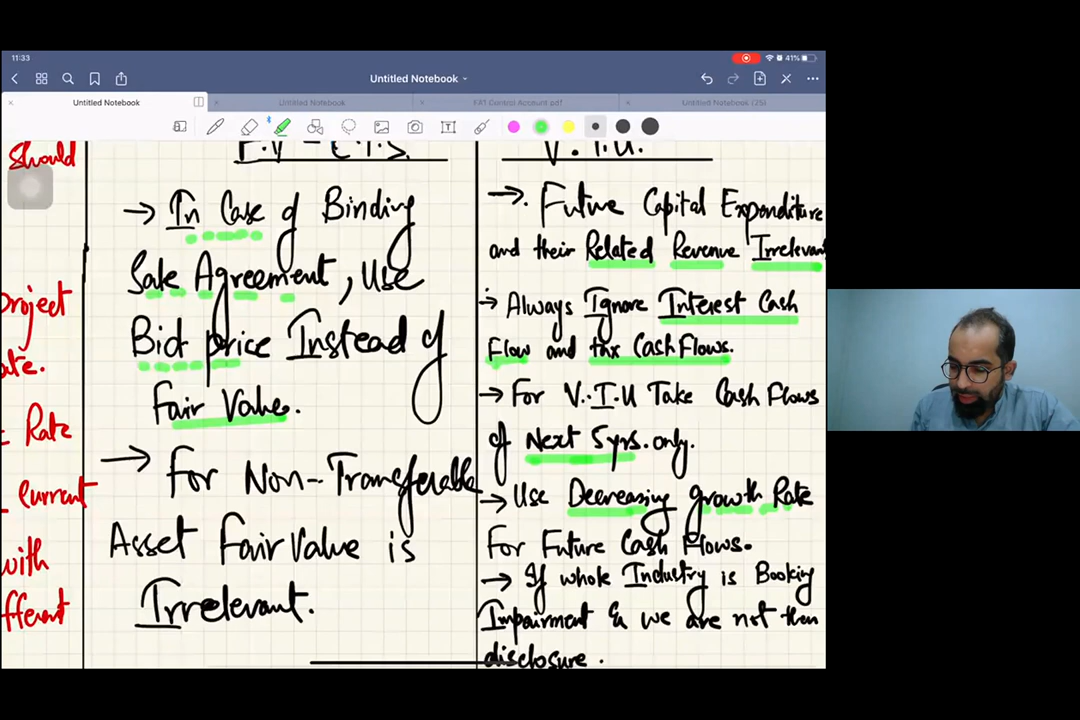 11:33
41%
Untitled Notebook
Untitled Notebook
Untitled Notebook
FAR Control Account.pdf
Untitled Notebook (25)
Should
Project
Rate
Current
with
F.V - C.T.S.
→ In Case of Binding
Sale Agreement, Use
Bid price Instead of
Fair Value.
→ For Non-Transferable
Asset Fair Value is
Irrelevant.
V.I.U.
→. Future Capital Expenditure
and their Related Revenue Irrelevant
→ Always Ignore Interest Cash
Flow and tax Cash Flows.
→ For V.I.U Take Cash Flows
of Next 5yrs. only.
→ Use Decreasing growth Rate
For Future Cash Flows.
→ If whole Industry is Booking
Impairment & we are not then
disclosure.